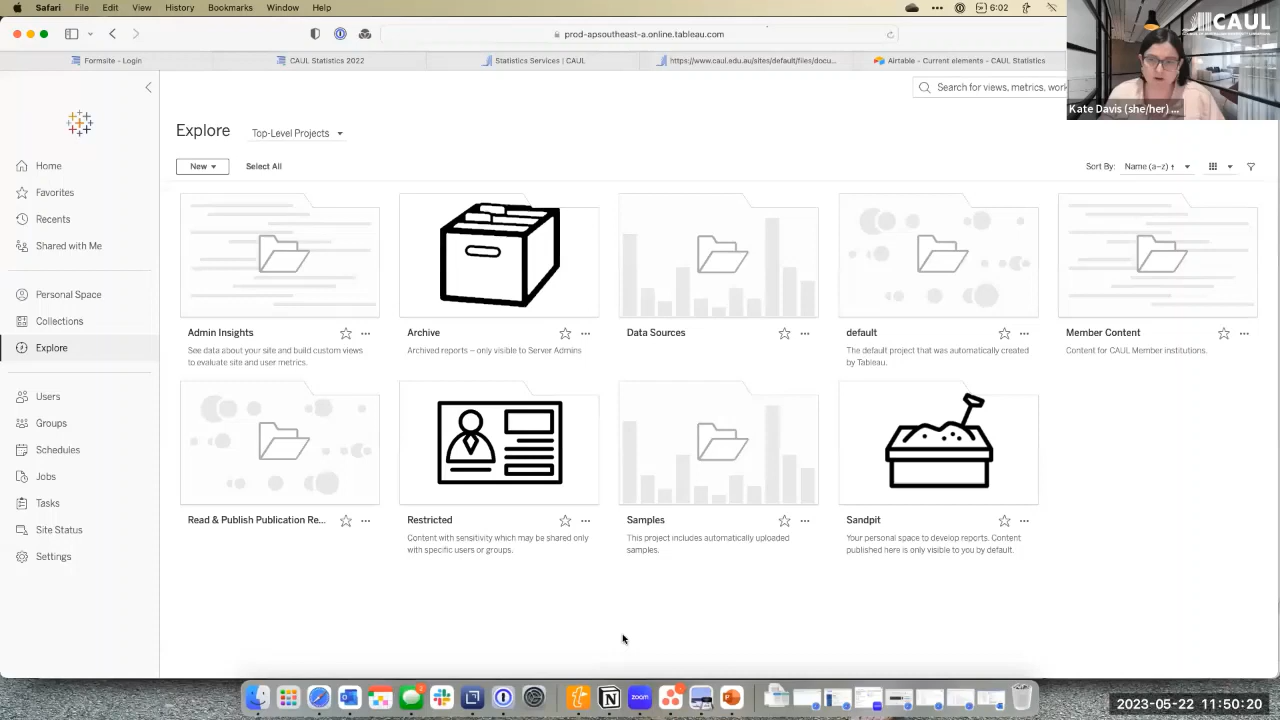 Safari File Edit View History Bookmarks Window Help 6:02
prod-apsoutheast-a.online.tableau.com
Formsite - Login
CAUL Statistics 2022
Statistics Services | CAUL
https://www.caul.edu.au/sites/default/files/docu...
Airtable - Current elements - CAUL Statistics
CAUL
Kate Davis (she/her) ...
Search for views, metrics, work
Explore
Top-Level Projects
New
Select All
Sort By: Name (a–z) ↑
Home
Favorites
Recents
Shared with Me
Personal Space
Collections
Explore
Users
Groups
Schedules
Jobs
Tasks
Site Status
Settings
Admin Insights
See data about your site and build custom views
to evaluate site and user metrics.
Archive
Archived reports – only visible to Server Admins
Data Sources
default
The default project that was automatically created
by Tableau.
Member Content
Content for CAUL Member institutions.
Read & Publish Publication Re...
Restricted
Content with sensitivity which may be shared only
with specific users or groups.
Samples
This project includes automatically uploaded
samples.
Sandpit
Your personal space to develop reports. Content
published here is only visible to you by default.
zoom
2023-05-22 11:50:20